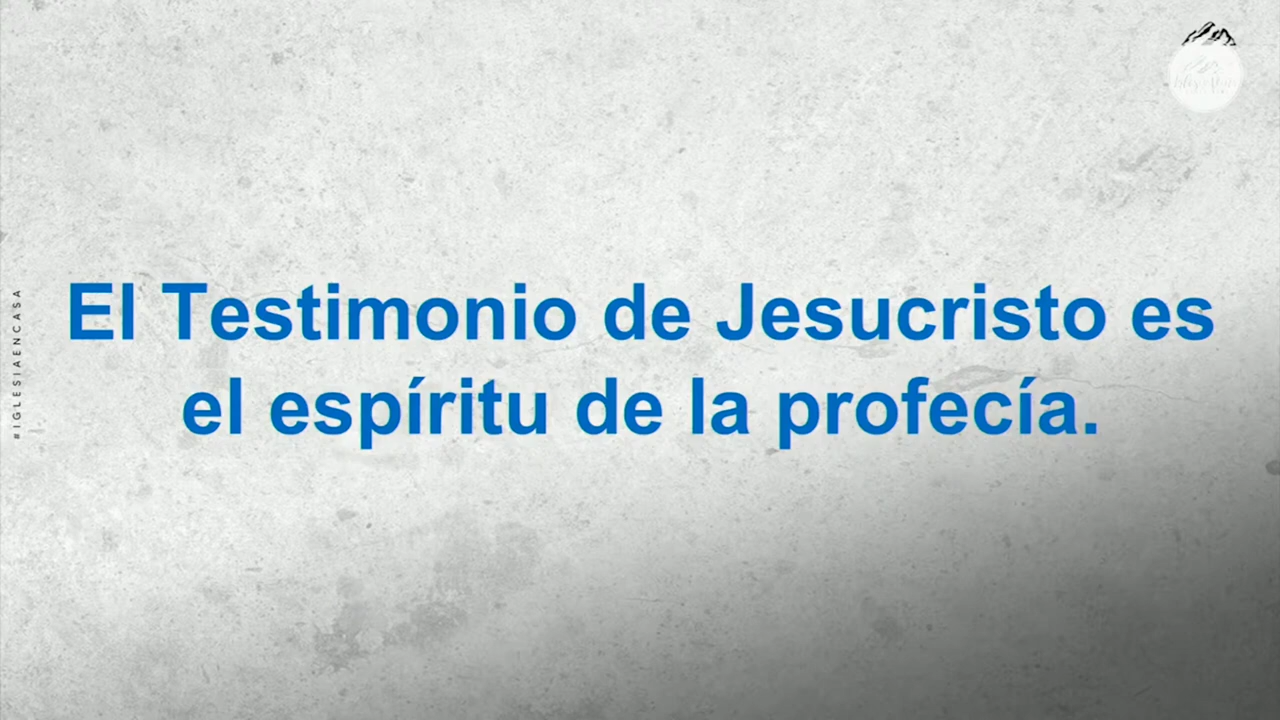 El Testimonio de Jesucristo es
el espíritu de la profecía.
#IGLESIAENCASA